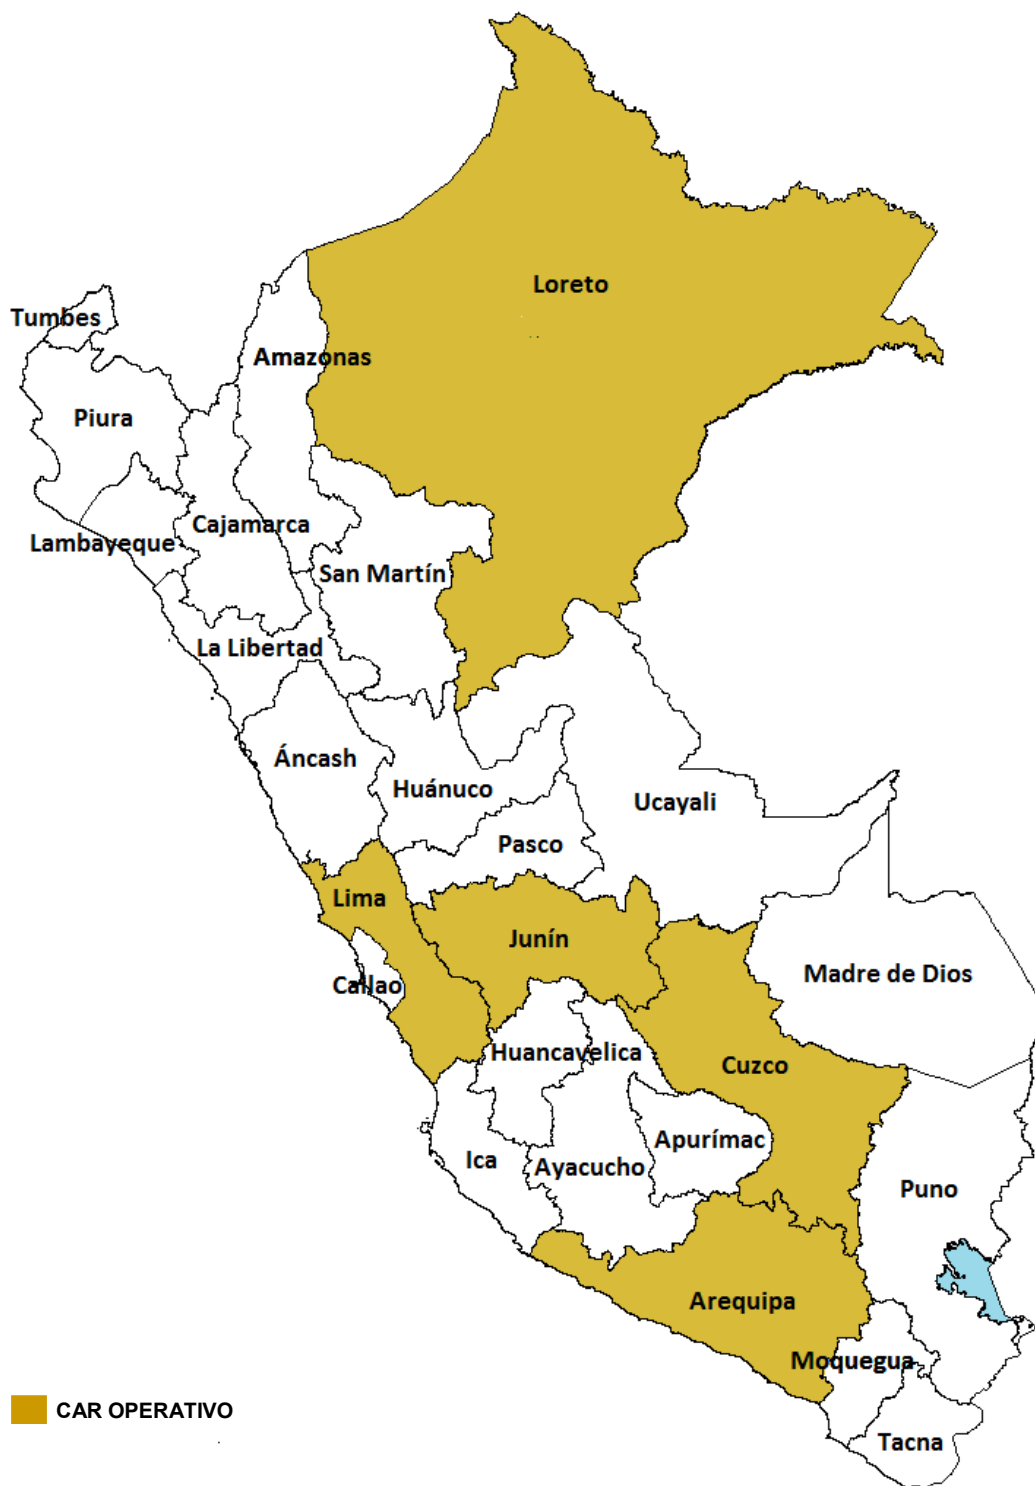 Loreto
Tumbes
Amazonas
Piura
Cajamarca
Lambayeque
San Martín
La Libertad
Áncash
Huánuco
Ucayali
Pasco
Lima
Junín
Madre de Dios
Callao
Huancavelica
Cuzco
Apurímac
Ica
Ayacucho
Puno
Arequipa
Moquegua
CAR OPERATIVO
Tacna